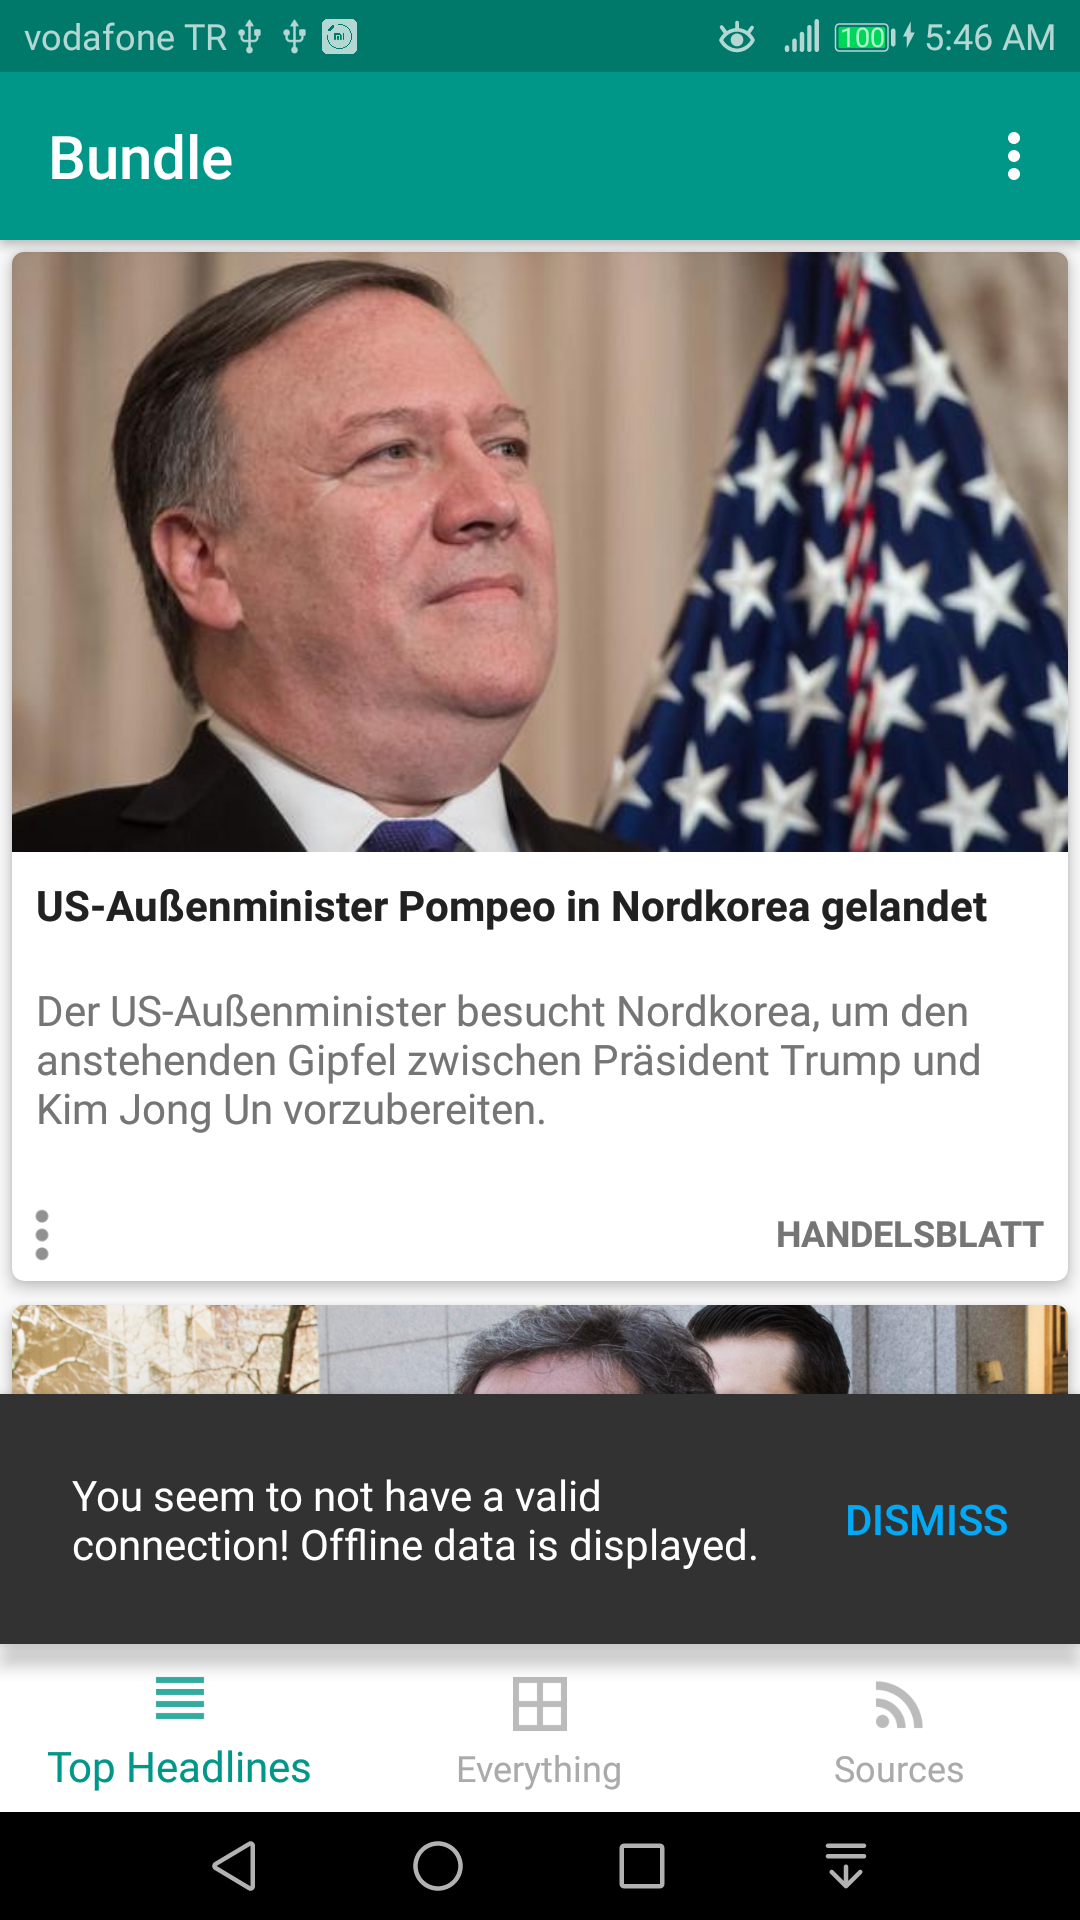 vodafone TR
100
5:46 AM
Bundle
US-Außenminister Pompeo in Nordkorea gelandet
Der US-Außenminister besucht Nordkorea, um den
anstehenden Gipfel zwischen Präsident Trump und
Kim Jong Un vorzubereiten.
HANDELSBLATT
You seem to not have a valid
connection! Offline data is displayed.
DISMISS
Top Headlines
Everything
Sources